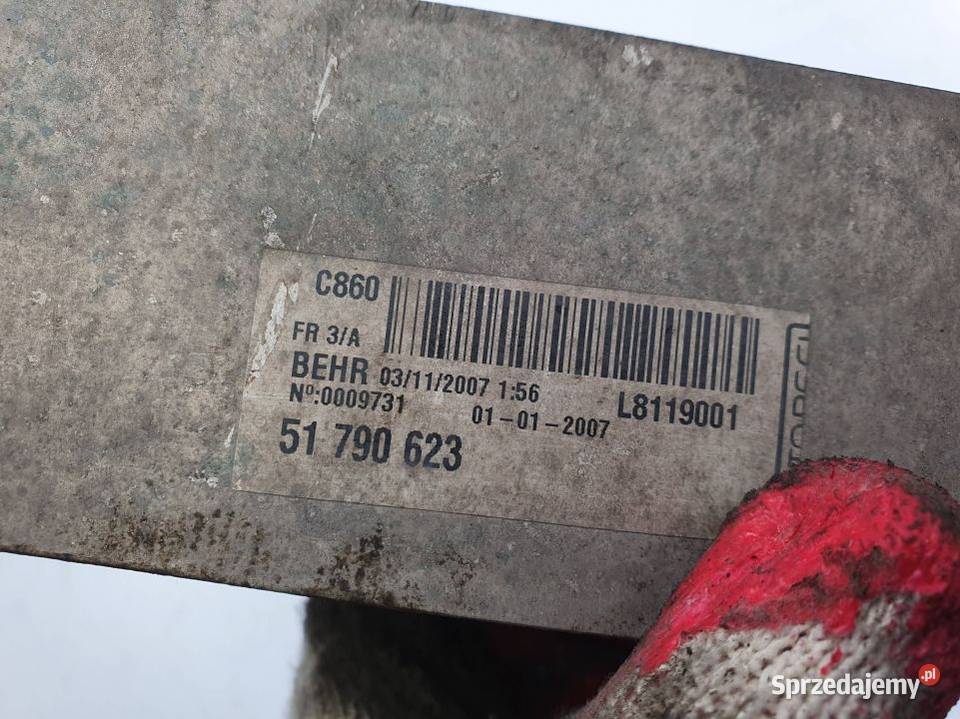 C860
FR 3/A
BEHR 03/11/2007 1:56
L8119001
Nº:0009731
01-01-2007
51 790 623
Sprzedajemy.pl